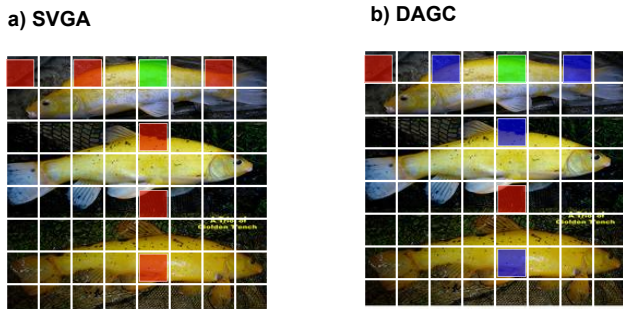 a) SVGA
b) DAGC
A Trio of
Golden Tench
A Trio of
Golden Tench